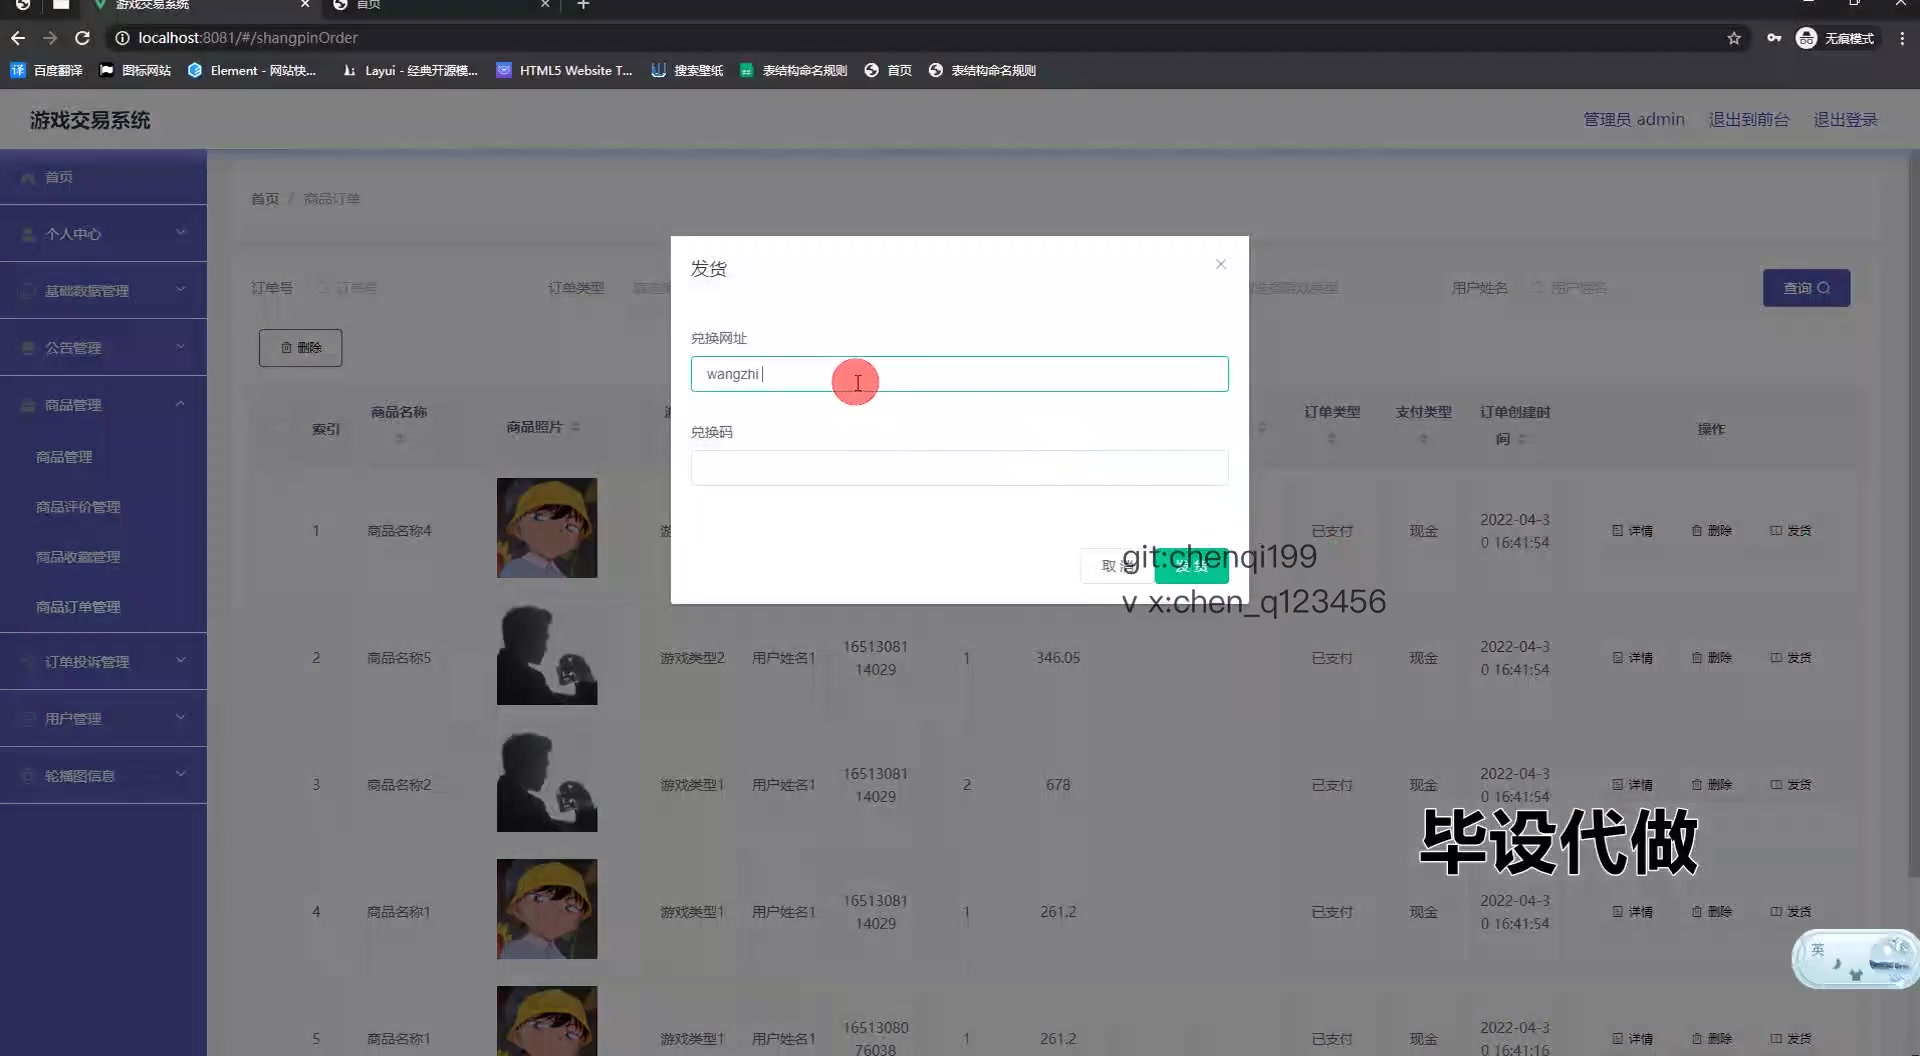 游戏交易系统
首页
localhost:8081/#/shangpinOrder
无痕模式
百度翻译
图标网站
Element - 网站快...
Layui - 经典开源模...
HTML5 Website T...
搜索壁纸
表结构命名规则
首页
表结构命名规则
游戏交易系统
管理员 admin
退出到前台
退出登录
首页
个人中心
基础数据管理
公告管理
商品管理
商品管理
商品评价管理
商品收藏管理
商品订单管理
订单投诉管理
用户管理
轮播图信息
首页 / 商品订单
订单号
订单号
订单类型
用户姓名
用户姓名
查询
删除
发货
兑换网址
wangzhi
兑换码
取消
发货
git:chenqi199
v x:chen_q123456
索引
商品名称
商品照片
订单类型
支付类型
订单创建时
间
操作
1 商品名称4 已支付 现金 2022-04-3
0 16:41:54
详情 删除 发货
2 商品名称5 游戏类型2 用户姓名1 16513081
14029
1 346.05 已支付 现金 2022-04-3
0 16:41:54
详情 删除 发货
3 商品名称2 游戏类型1 用户姓名1 16513081
14029
2 678 已支付 现金 2022-04-3
0 16:41:54
详情 删除 发货
4 商品名称1 游戏类型1 用户姓名1 16513081
14029
1 261.2 已支付 现金 2022-04-3
0 16:41:54
详情 删除 发货
5 商品名称1 游戏类型1 用户姓名1 16513080
76038
1 261.2 已支付 现金 2022-04-3
0 16:41:16
详情 删除 发货
毕设代做
英